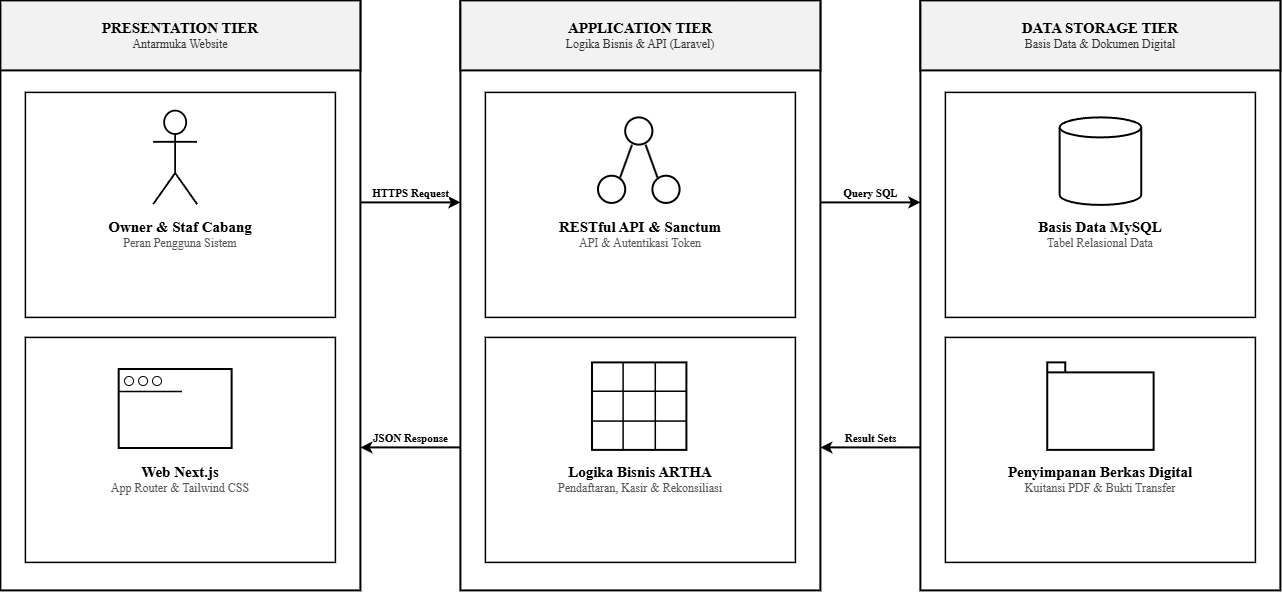 PRESENTATION TIER
Antarmuka Website
Owner & Staf Cabang
Peran Pengguna Sistem
Web Next.js
App Router & Tailwind CSS
HTTPS Request
JSON Response
APPLICATION TIER
Logika Bisnis & API (Laravel)
RESTful API & Sanctum
API & Autentikasi Token
Logika Bisnis ARTHA
Pendaftaran, Kasir & Rekonsiliasi
Query SQL
Result Sets
DATA STORAGE TIER
Basis Data & Dokumen Digital
Basis Data MySQL
Tabel Relasional Data
Penyimpanan Berkas Digital
Kuitansi PDF & Bukti Transfer